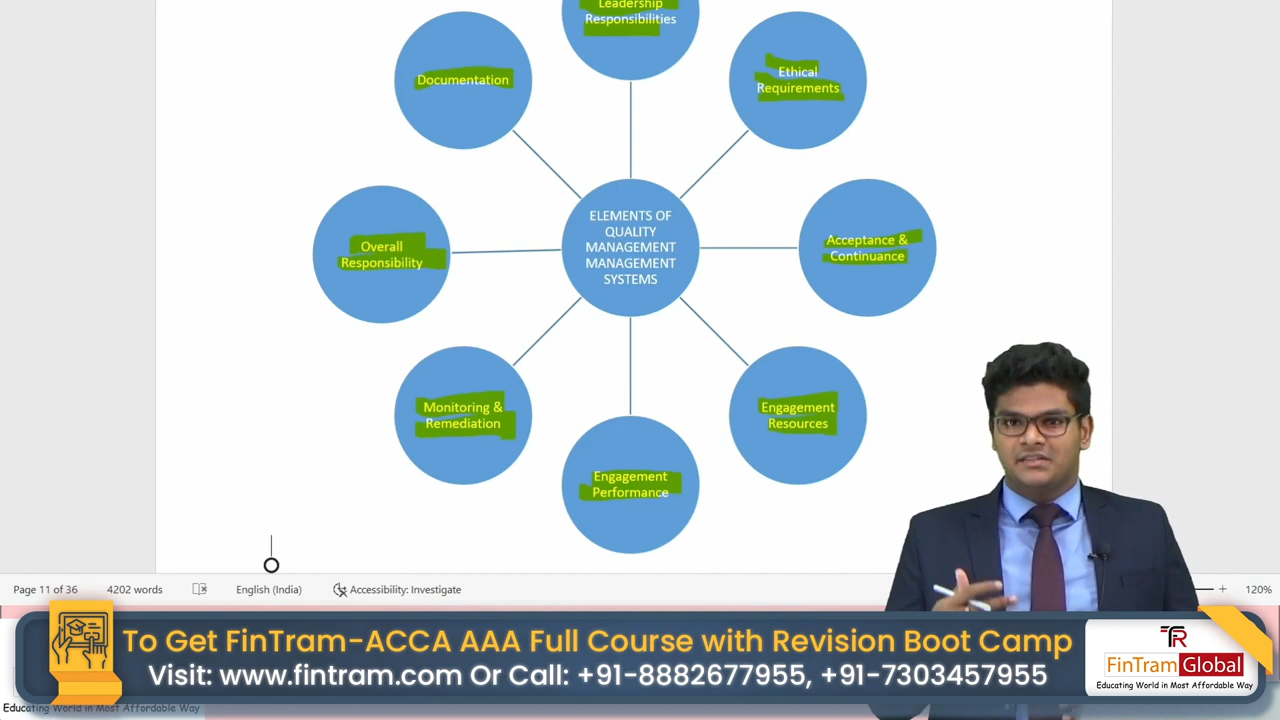 Leadership
Responsibilities
Documentation
Ethical
Requirements
ELEMENTS OF
QUALITY
MANAGEMENT
MANAGEMENT
SYSTEMS
Overall
Responsibility
Acceptance &
Continuance
Monitoring &
Remediation
Engagement
Resources
Engagement
Performance
Page 11 of 36 4202 words English (India) Accessibility: Investigate 120%
To Get FinTram-ACCA AAA Full Course with Revision Boot Camp
Visit: www.fintram.com Or Call: +91-8882677955, +91-7303457955
FinTram Global
Educating World in Most Affordable Way
Educating World in Most Affordable Way